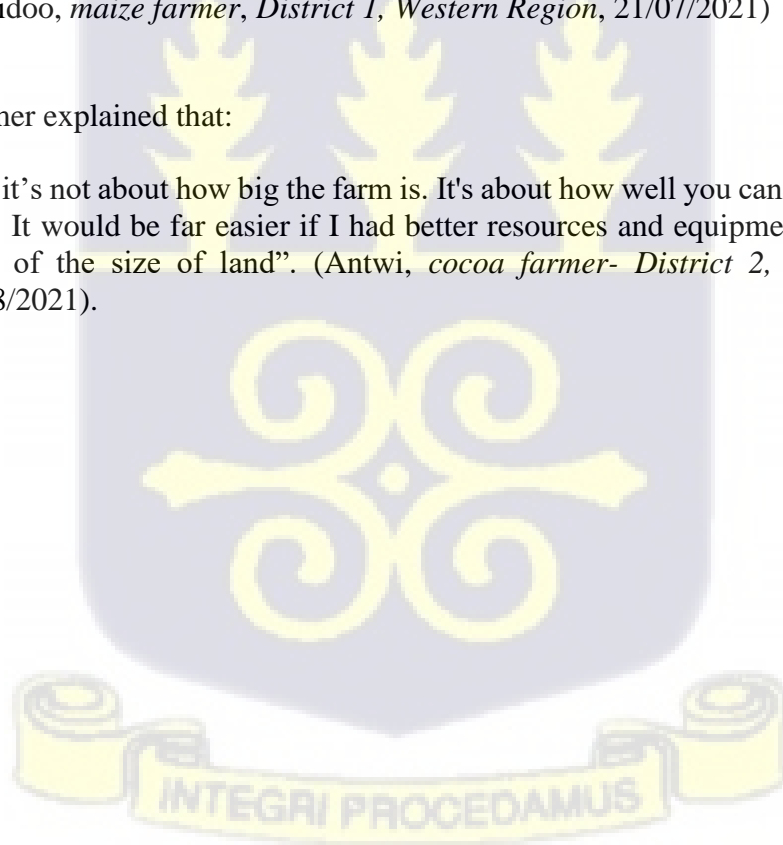 udoo, maize farmer, District 1, Western Region, 21/07/2021)
ner explained that:
it’s not about how big the farm is. It's about how well you can
It would be far easier if I had better resources and equipme
of the size of land”. (Antwi, cocoa farmer- District 2,
8/2021).
INTEGRI PROCEDAMUS